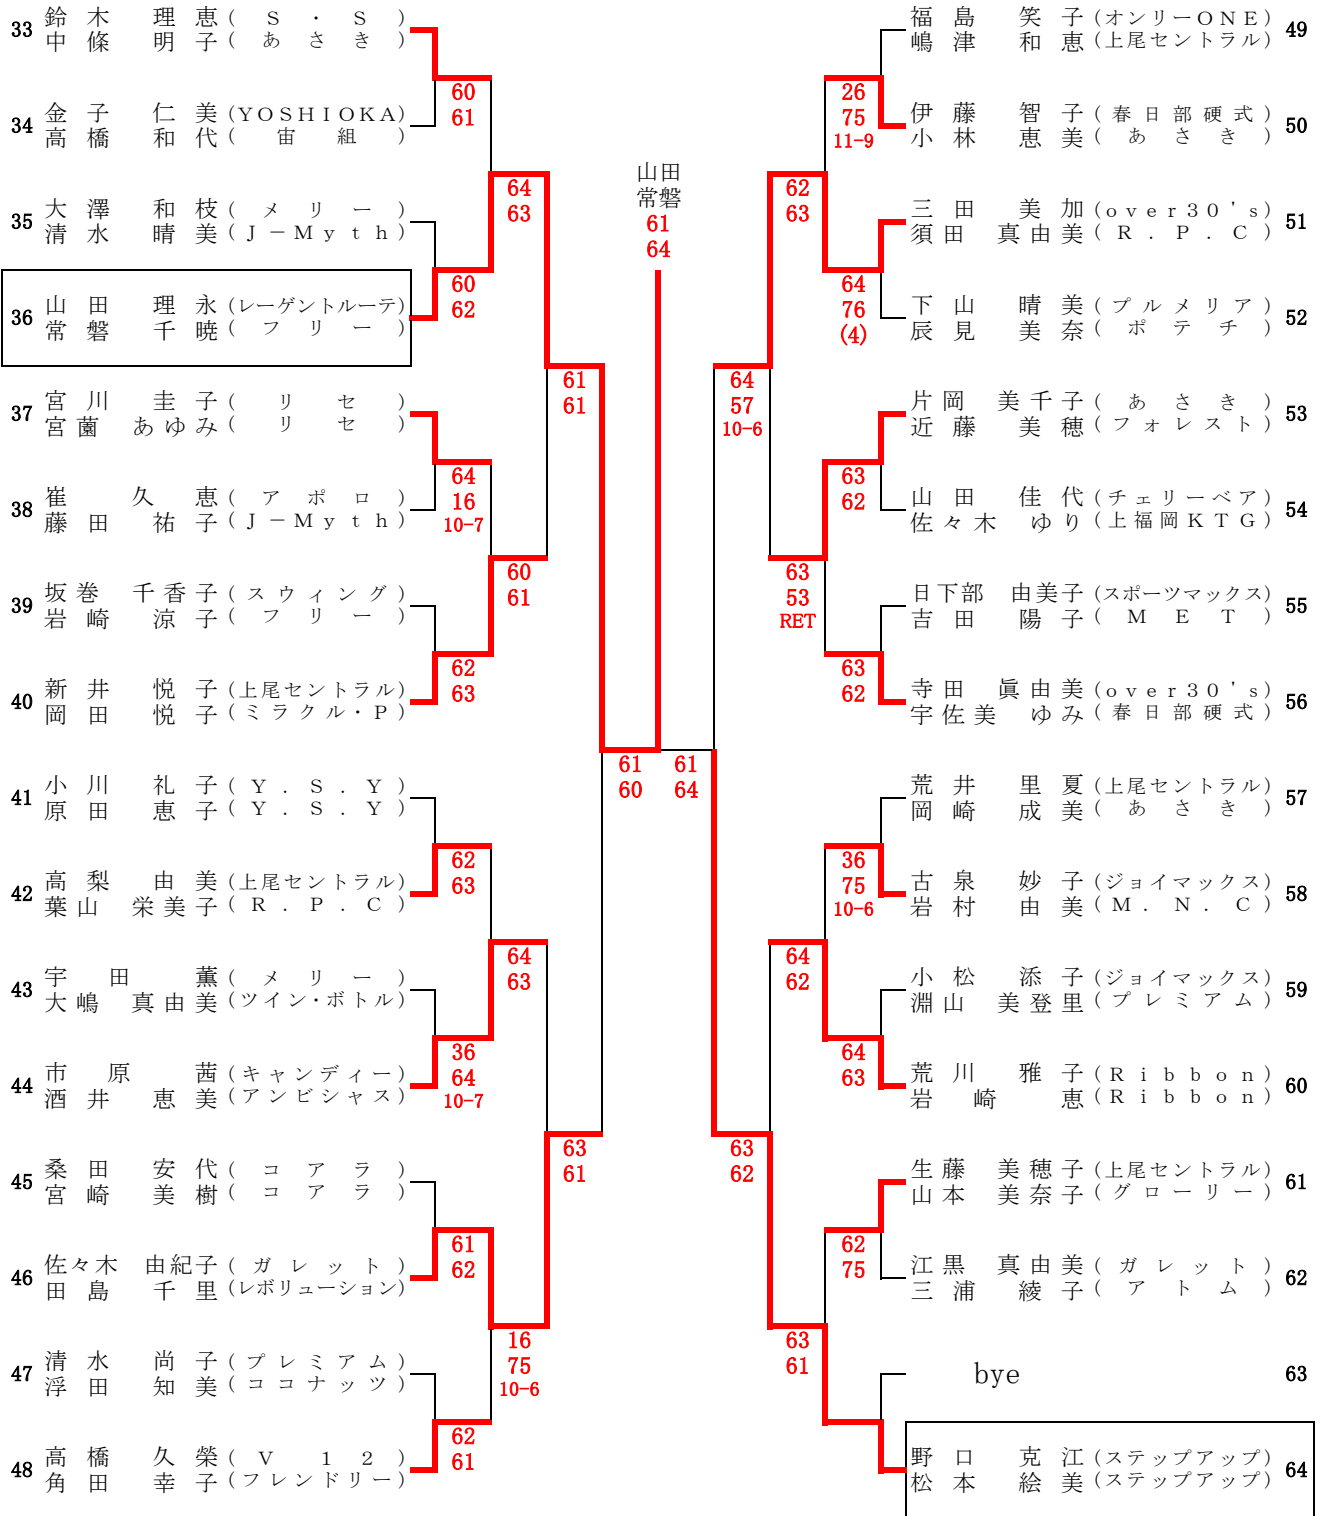 33 鈴木 理恵 (S・S)
中條 明子 (あさき)
60
61
34 金子 仁美 (YOSHIOKA)
高橋 和代 (宙組)
64
63
35 大澤 和枝 (メリー)
清水 晴美 (J-Myth)
60
62
36 山田 理永 (レーゲントルーテ)
常磐 千暁 (フリー)
61
61
37 宮川 圭子 (リセ)
宮薗 あゆみ (リセ)
64
16
10-7
38 崔 久恵 (アポロ)
藤田 祐子 (J-Myth)
60
61
39 坂巻 千香子 (スウィング)
岩崎 涼子 (フリー)
62
63
40 新井 悦子 (上尾セントラル)
岡田 悦子 (ミラクル・P)
61
60
41 小川 礼子 (Y.S.Y)
原田 恵子 (Y.S.Y)
62
63
42 高梨 由美 (上尾セントラル)
葉山 栄美子 (R.P.C)
64
63
43 宇田 薫 (メリー)
大嶋 真由美 (ツイン・ボトル)
36
64
10-7
44 市原 茜 (キャンディー)
酒井 恵美 (アンビシャス)
63
61
45 桑田 安代 (コアラ)
宮崎 美樹 (コアラ)
61
62
46 佐々木 由紀子 (ガレット)
田島 千里 (レボリューション)
16
75
10-6
47 清水 尚子 (プレミアム)
浮田 知美 (ココナッツ)
62
61
48 高橋 久榮 (V12)
角田 幸子 (フレンドリー)
山田
常磐
61
64
福島 笑子 (オンリーONE) 49
嶋津 和恵 (上尾セントラル)
26
75
11-9
伊藤 智子 (春日部硬式) 50
小林 恵美 (あさき)
62
63
三田 美加 (over30's) 51
須田 真由美 (R.P.C)
64
76
(4)
下山 晴美 (プルメリア) 52
辰見 美奈 (ポテチ)
64
57
10-6
片岡 美千子 (あさき) 53
近藤 美穂 (フォレスト)
63
62
山田 佳代 (チェリーベア) 54
佐々木 ゆり (上福岡KTG)
63
53
RET
日下部 由美子 (スポーツマックス) 55
吉田 陽子 (MET)
63
62
寺田 眞由美 (over30's) 56
宇佐美 ゆみ (春日部硬式)
61
64
荒井 里夏 (上尾セントラル) 57
岡崎 成美 (あさき)
36
75
10-6
古泉 妙子 (ジョイマックス) 58
岩村 由美 (M.N.C)
64
62
小松 添子 (ジョイマックス) 59
淵山 美登里 (プレミアム)
64
63
荒川 雅子 (Ribbon) 60
岩崎 恵 (Ribbon)
63
62
生藤 美穂子 (上尾セントラル) 61
山本 美奈子 (グローリー)
62
75
江黒 真由美 (ガレット) 62
三浦 綾子 (アトム)
63
61
bye 63
野口 克江 (ステップアップ) 64
松本 絵美 (ステップアップ)